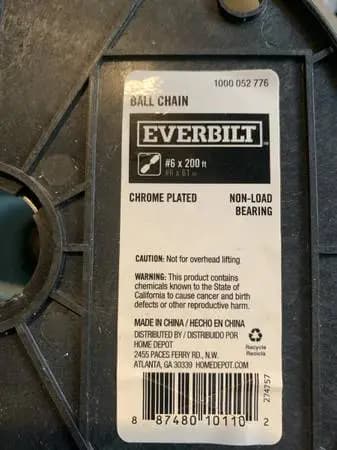 1000 052 776
BALL CHAIN
EVERBILT
#6 x 200 ft
#6 x 61 m
CHROME PLATED NON-LOAD
BEARING
CAUTION: Not for overhead lifting
WARNING: This product contains
chemicals known to the State of
California to cause cancer and birth
defects or other reproductive harm.
MADE IN CHINA / HECHO EN CHINA
DISTRIBUTED BY / DISTRIBUIDO POR
HOME DEPOT
2455 PACES FERRY RD., N.W.
ATLANTA, GA 30339 HOMEDEPOT.COM
Recycle
Recicla
274757
8 87480 10110 2